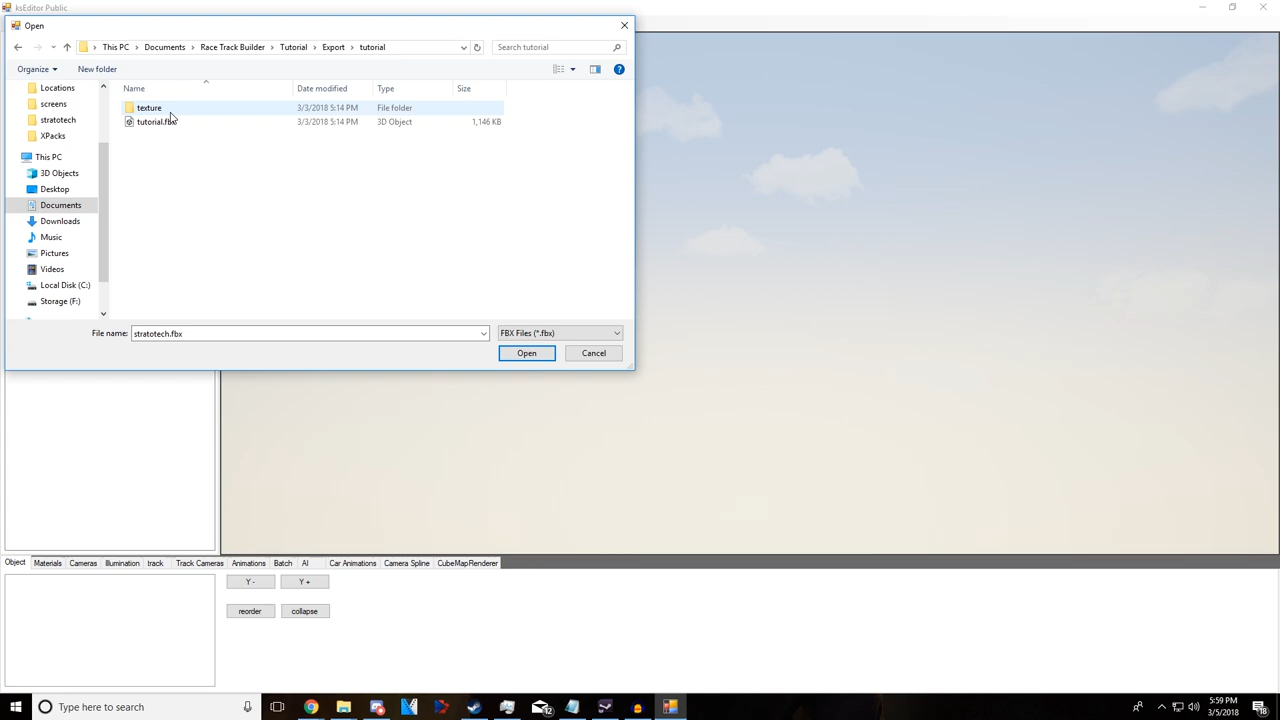 ksEditor Public
Open
This PC
Documents
Race Track Builder
Tutorial
Export
tutorial
Search tutorial
Organize
New folder
Locations
screens
stratotech
XPacks
This PC
3D Objects
Desktop
Documents
Downloads
Music
Pictures
Videos
Local Disk (C:)
Storage (F:)
Name Date modified Type Size
texture 3/3/2018 5:14 PM File folder
tutorial.fbx 3/3/2018 5:14 PM 3D Object 1,146 KB
File name: stratotech.fbx FBX Files (*.fbx)
Open Cancel
Object Materials Cameras Illumination track Track Cameras Animations Batch AI Car Animations Camera Spline CubeMapRenderer
Y - Y +
reorder collapse
Type here to search
12
5:59 PM
3/5/2018
18